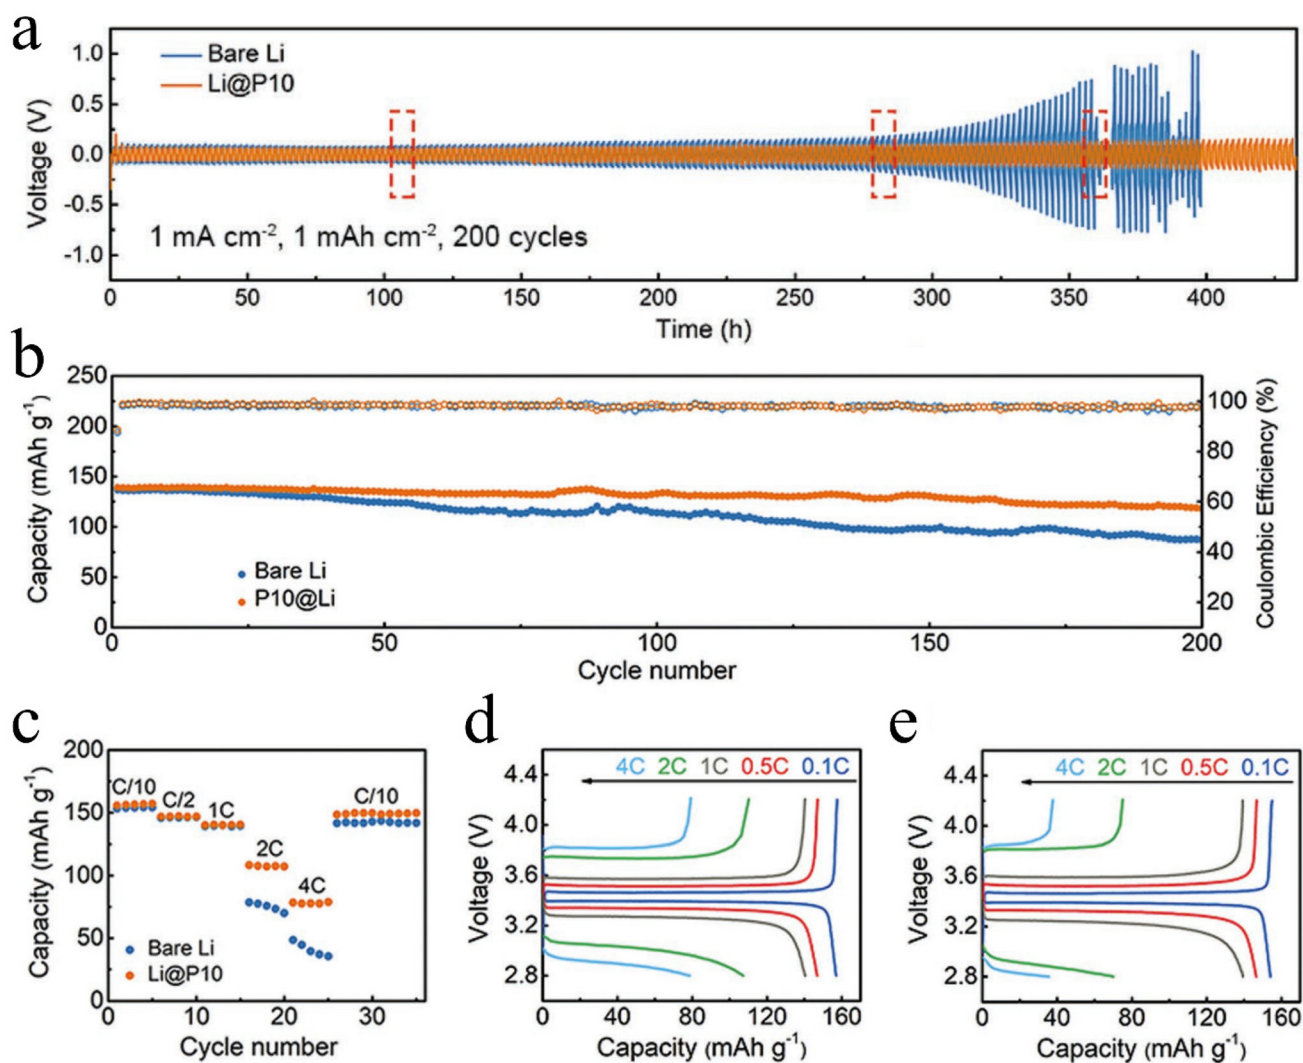 a
Bare Li
Li@P10
1.0
0.5
0.0
-0.5
-1.0
Voltage (V)
1 mA cm⁻², 1 mAh cm⁻², 200 cycles
0 50 100 150 200 250 300 350 400
Time (h)
b
250
200
150
100
50
0
Capacity (mAh g⁻¹)
Bare Li
P10@Li
100
80
60
40
20
Coulombic Efficiency (%)
0 50 100 150 200
Cycle number
c
200
150
100
50
0
Capacity (mAh g⁻¹)
C/10 C/2 1C 2C 4C C/10
Bare Li
Li@P10
0 10 20 30
Cycle number
d
4C 2C 1C 0.5C 0.1C
4.4
4.0
3.6
3.2
2.8
Voltage (V)
0 40 80 120 160
Capacity (mAh g⁻¹)
e
4C 2C 1C 0.5C 0.1C
4.4
4.0
3.6
3.2
2.8
Voltage (V)
0 40 80 120 160
Capacity (mAh g⁻¹)